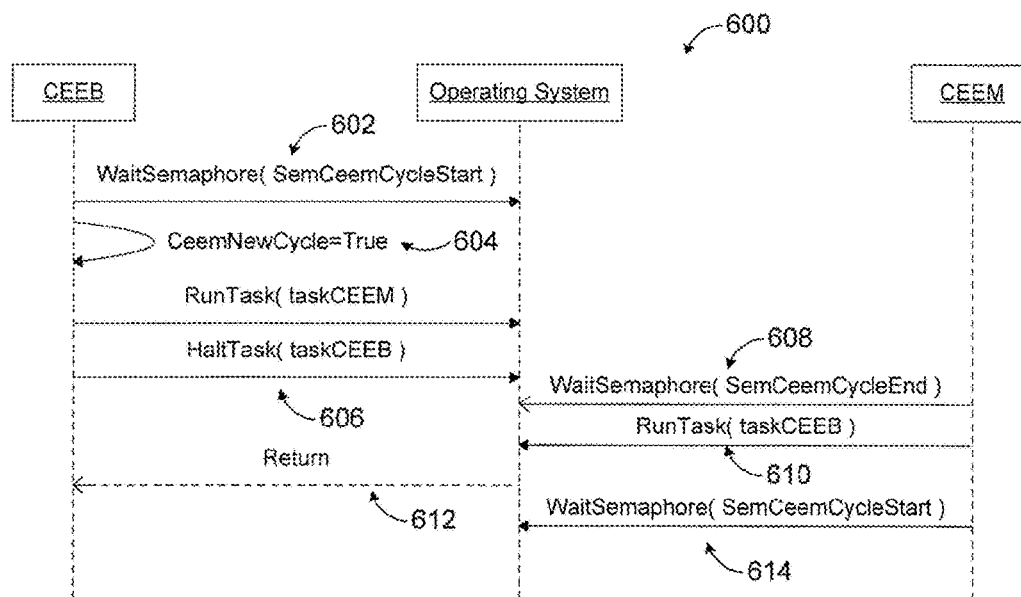 600
CEEB
Operating System
CEEM
602
WaitSemaphore( SemCeemCycleStart )
CeemNewCycle=True
604
RunTask( taskCEEM )
HaltTask( taskCEEB )
608
WaitSemaphore( SemCeemCycleEnd )
606
RunTask( taskCEEB )
Return
610
612
WaitSemaphore( SemCeemCycleStart )
614